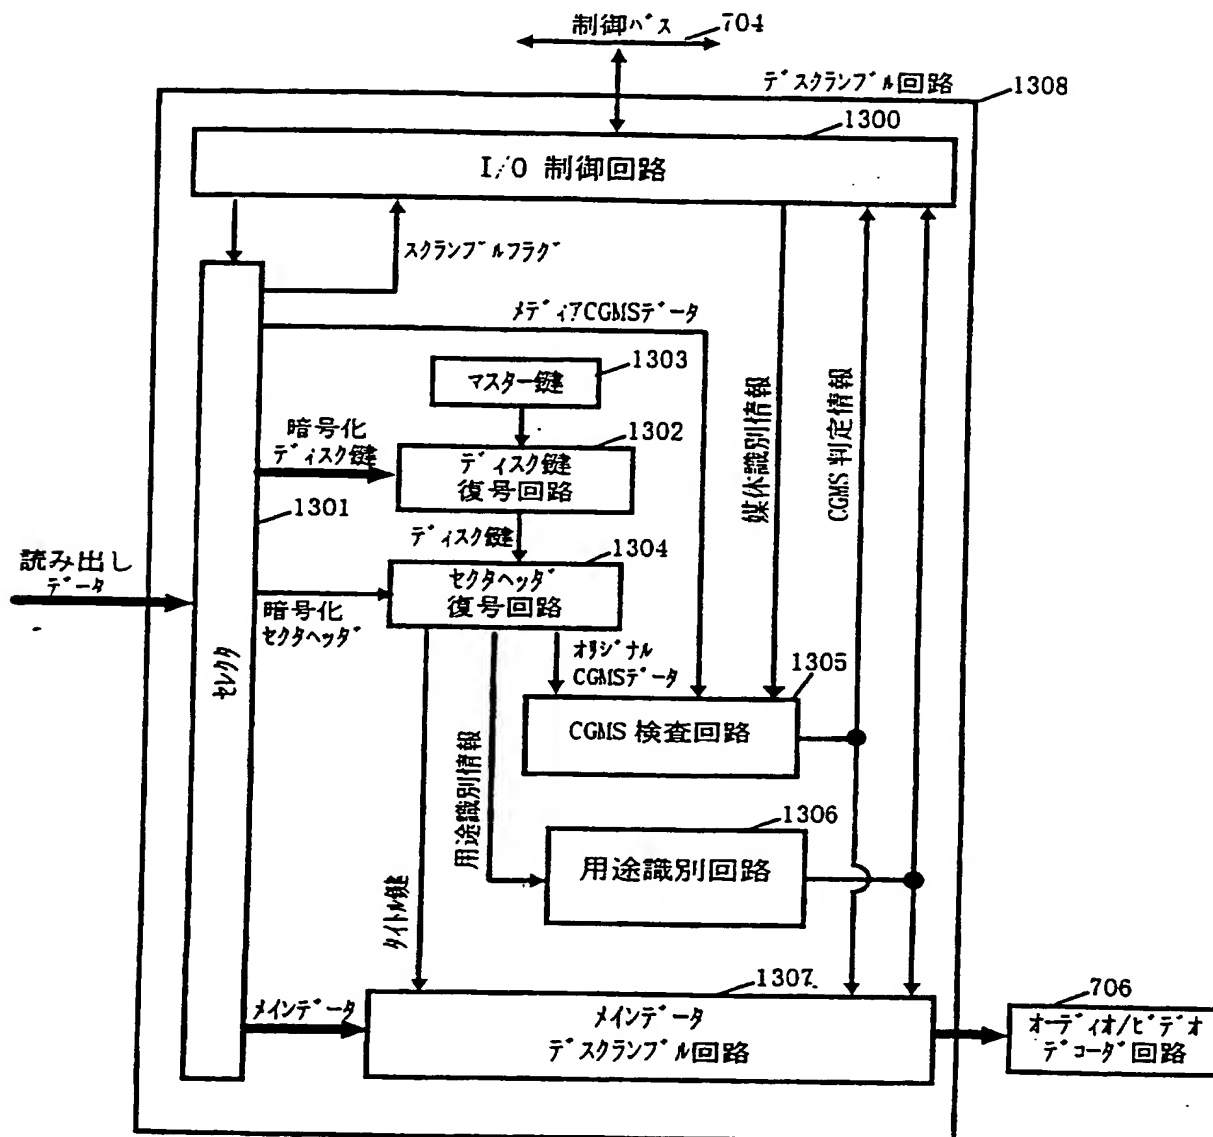 制御バス
704
デスクランブル回路
1308
1300
I/O 制御回路
スクランブルフラグ
メディアCGMSデータ
1303
マスター鍵
暗号化
ディスク鍵
1302
ディスク鍵
復号回路
1301
ディスク鍵
1304
読み出し
データ
セクタヘッダ
復号回路
暗号化
セクタヘッダ
媒体識別情報
CGMS 判定情報
オリジナル
CGMSデータ
1305
セレクタ
CGMS 検査回路
用途識別情報
1306
用途識別回路
タイトル鍵
1307
メインデータ
メインデータ
デスクランブル回路
706
オーディオ/ビデオ
デコーダ回路